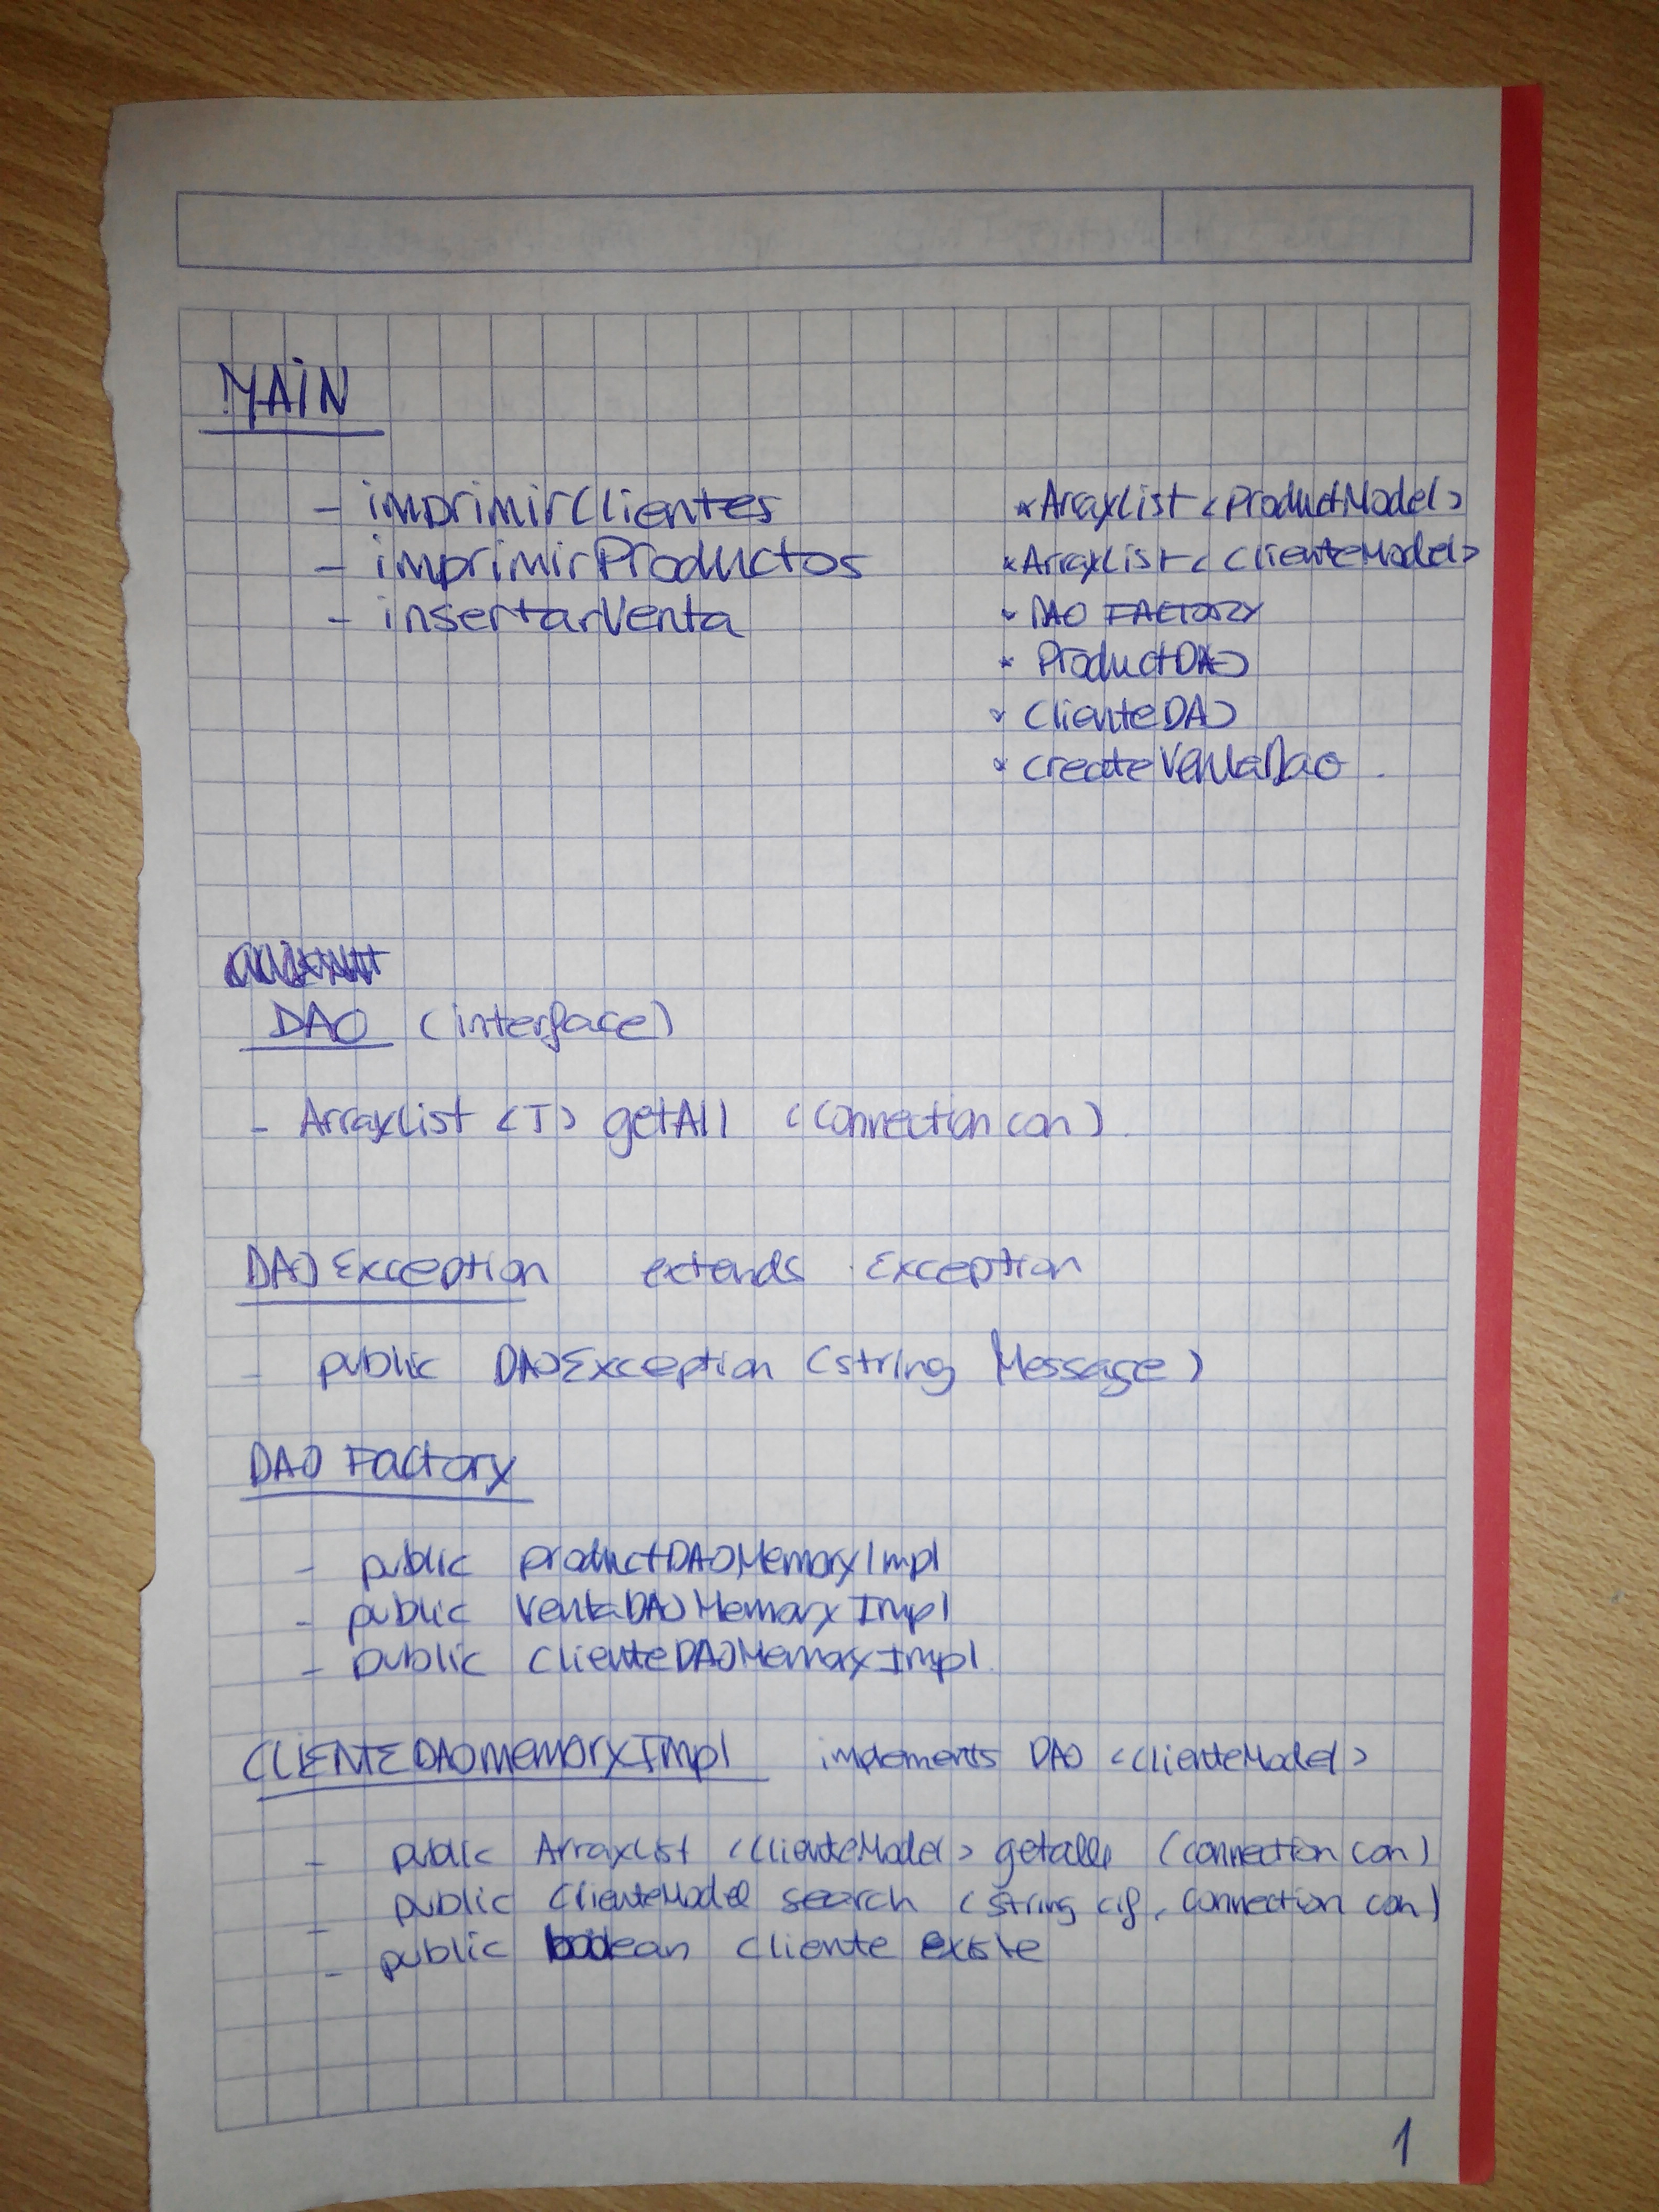 MAIN
- imprimirClientes
- imprimirProductos
- insertarVenta
* ArrayList <ProductModel>
* ArrayList <ClienteModel>
* DAO FACTORY
* ProductDAO
* ClienteDAO
* createVentaDao
DAO (interface)
- ArrayList <T> getAll (Connection con)
DAOException extends Exception
- public DAOException (String Message)
DAO Factory
- public productDAOMemoryImpl
- public VentaDAOMemoryImpl
- public ClienteDAOMemoryImpl
CLIENTEDAOmemoryImpl implements DAO <ClienteModel>
- public ArrayList <ClienteModel> getall (connection con)
- public ClienteModel search (String cif, Connection con)
- public boolean cliente existe
1